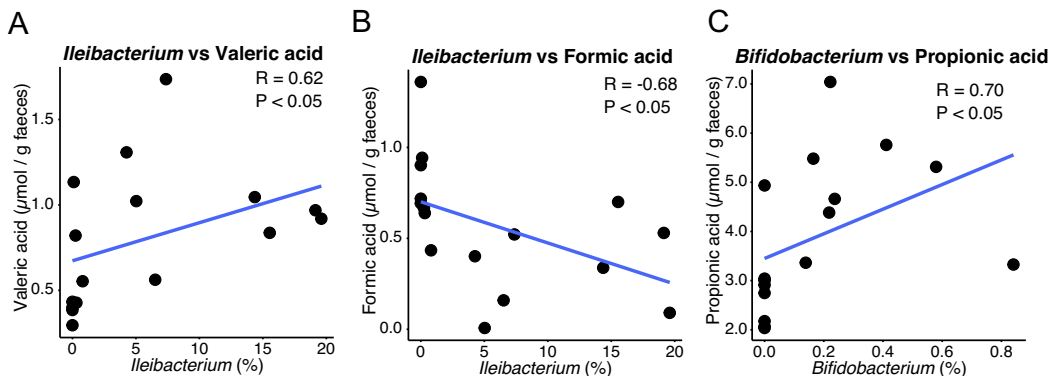 A
Ileibacterium vs Valeric acid
R = 0.62
P < 0.05
Valeric acid (µmol / g faeces)
1.5
1.0
0.5
0
5
10
15
20
Ileibacterium (%)
B
Ileibacterium vs Formic acid
R = -0.68
P < 0.05
Formic acid (µmol / g faeces)
1.0
0.5
0.0
0
5
10
15
20
Ileibacterium (%)
C
Bifidobacterium vs Propionic acid
R = 0.70
P < 0.05
Propionic acid (µmol / g faeces)
7.0
6.0
5.0
4.0
3.0
2.0
0.0
0.2
0.4
0.6
0.8
Bifidobacterium (%)